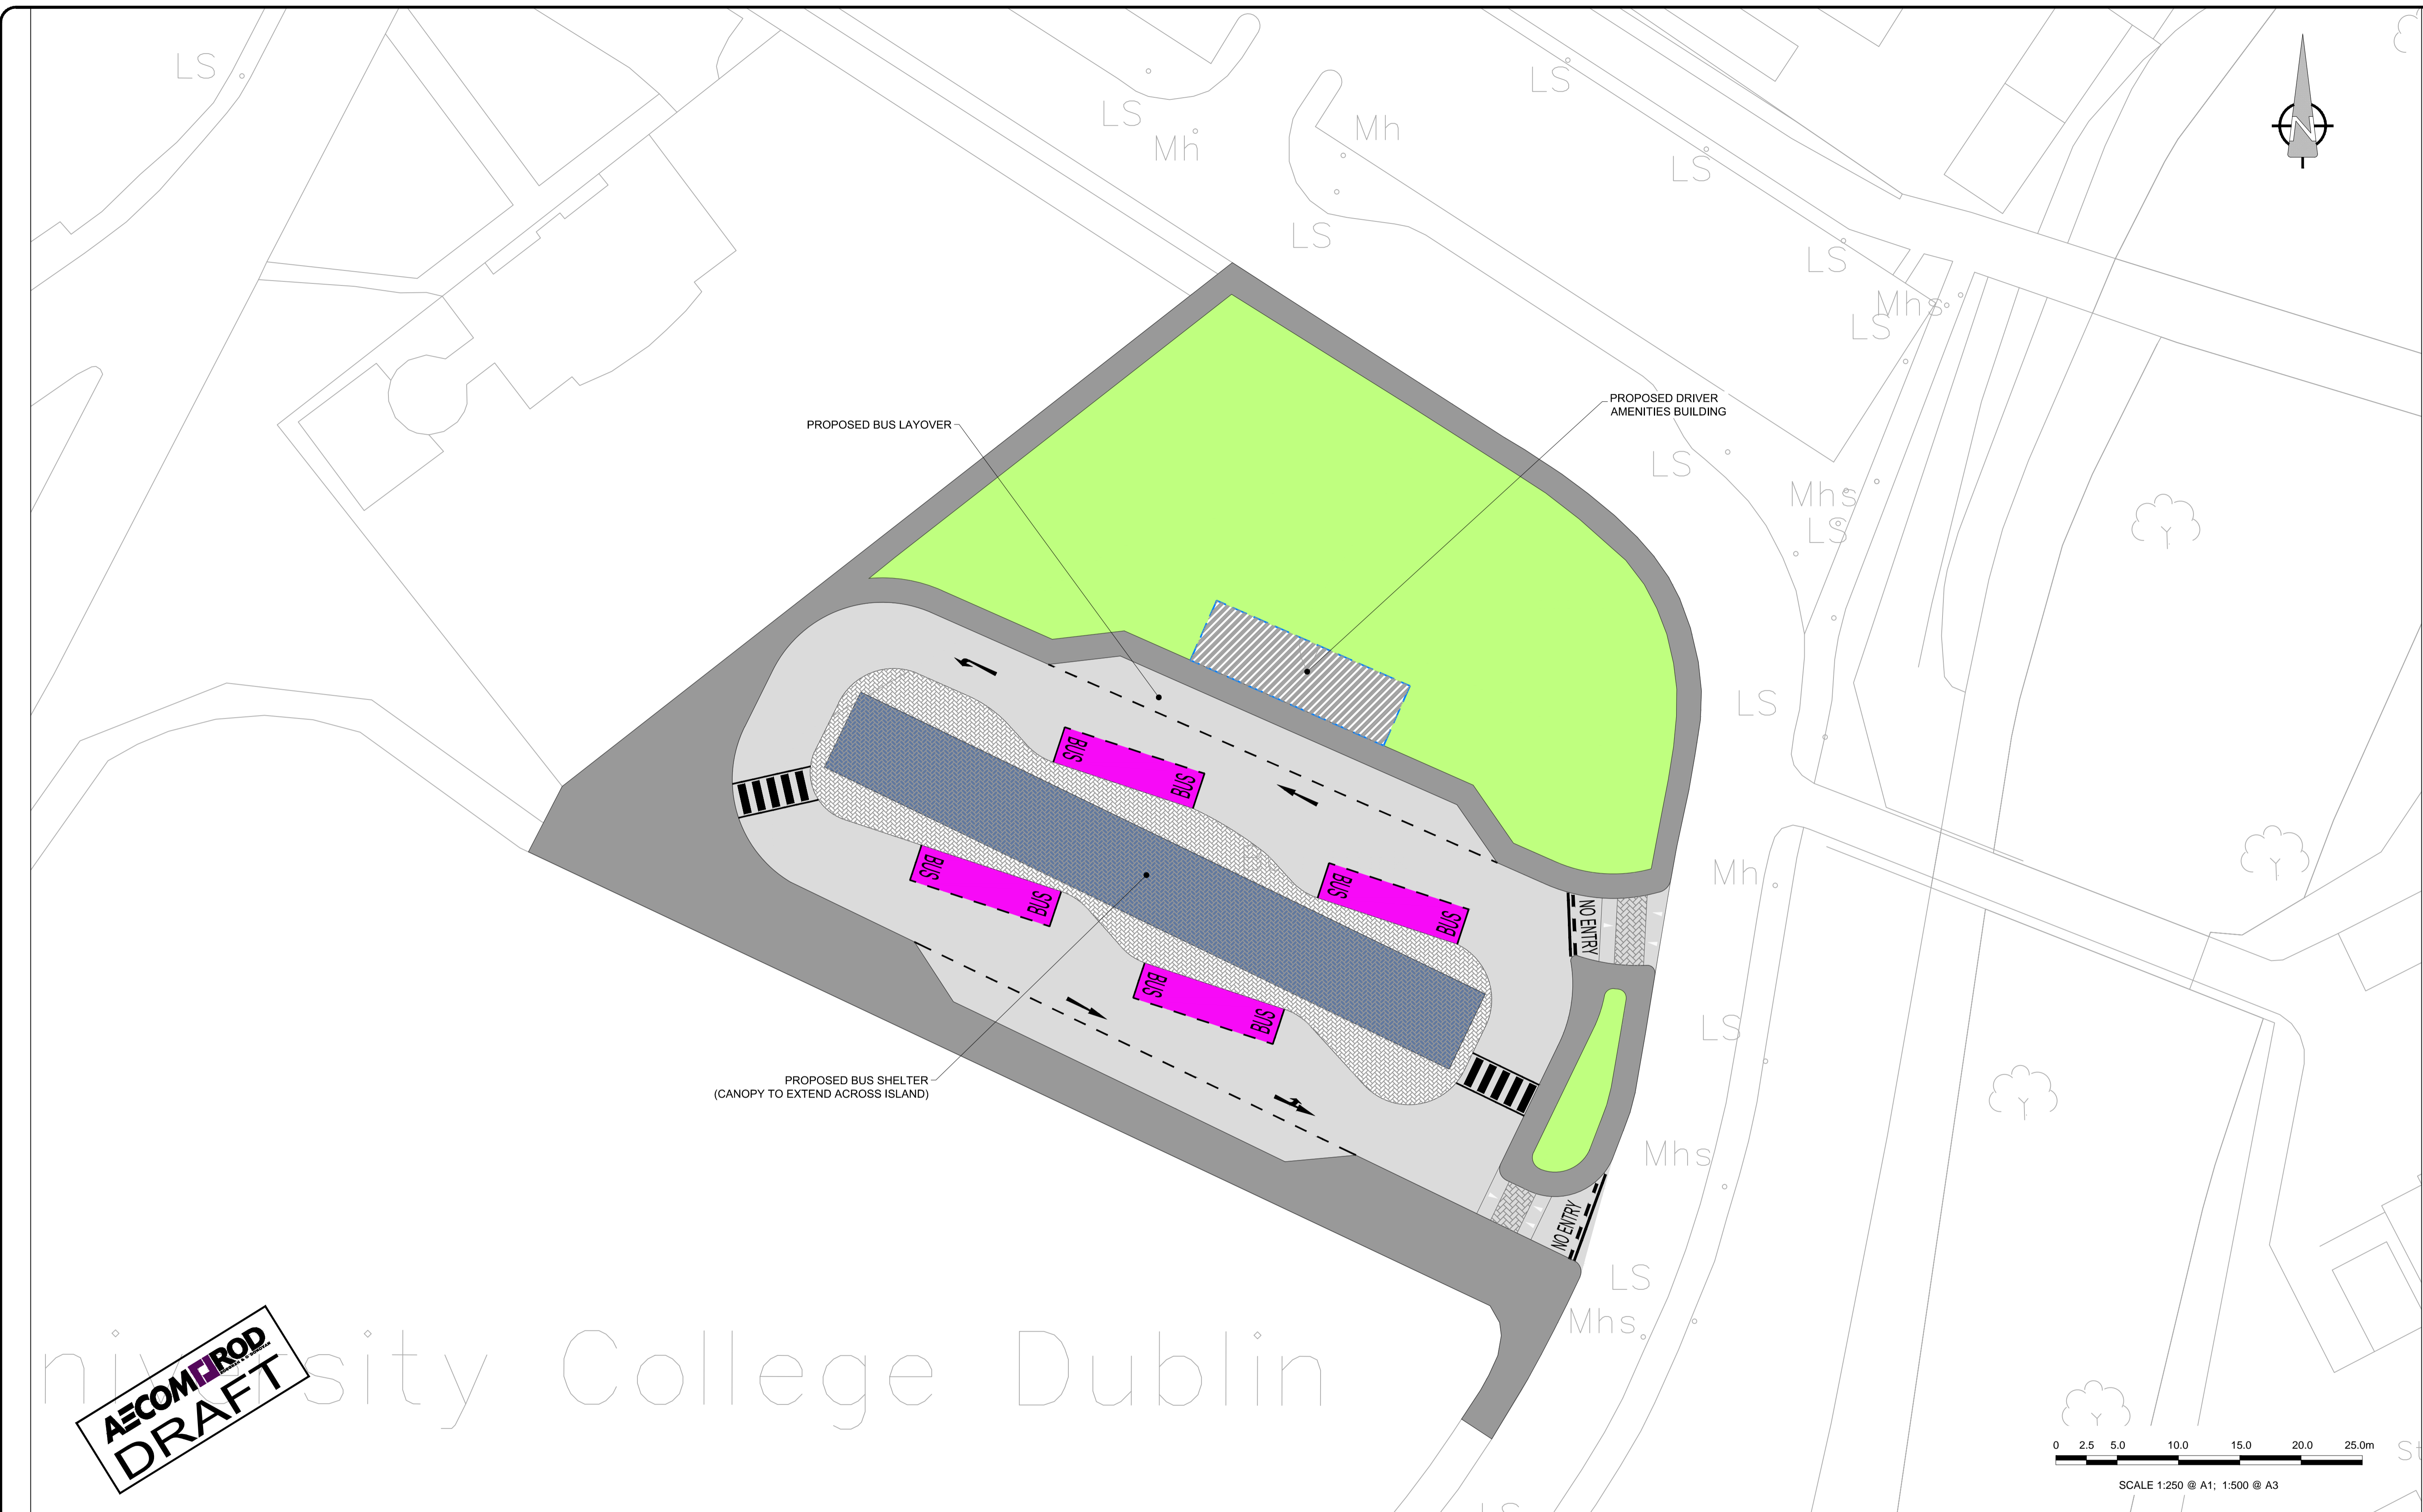 LS
LS
Mh
Mh
LS
LS
LS
LS
Mhs
LS
PROPOSED DRIVER
AMENITIES BUILDING
PROPOSED BUS LAYOVER
LS
Mhs
LS
LS
BUS
BUS
BUS
BUS
BUS
BUS
BUS
BUS
Mh
NO ENTRY
LS
PROPOSED BUS SHELTER
(CANOPY TO EXTEND ACROSS ISLAND)
Mhs
NO ENTRY
LS
Mhs
niversity College Dublin
AECOM ROD
DRAFT
0 2.5 5.0 10.0 15.0 20.0 25.0m
SCALE 1:250 @ A1; 1:500 @ A3
LS
N